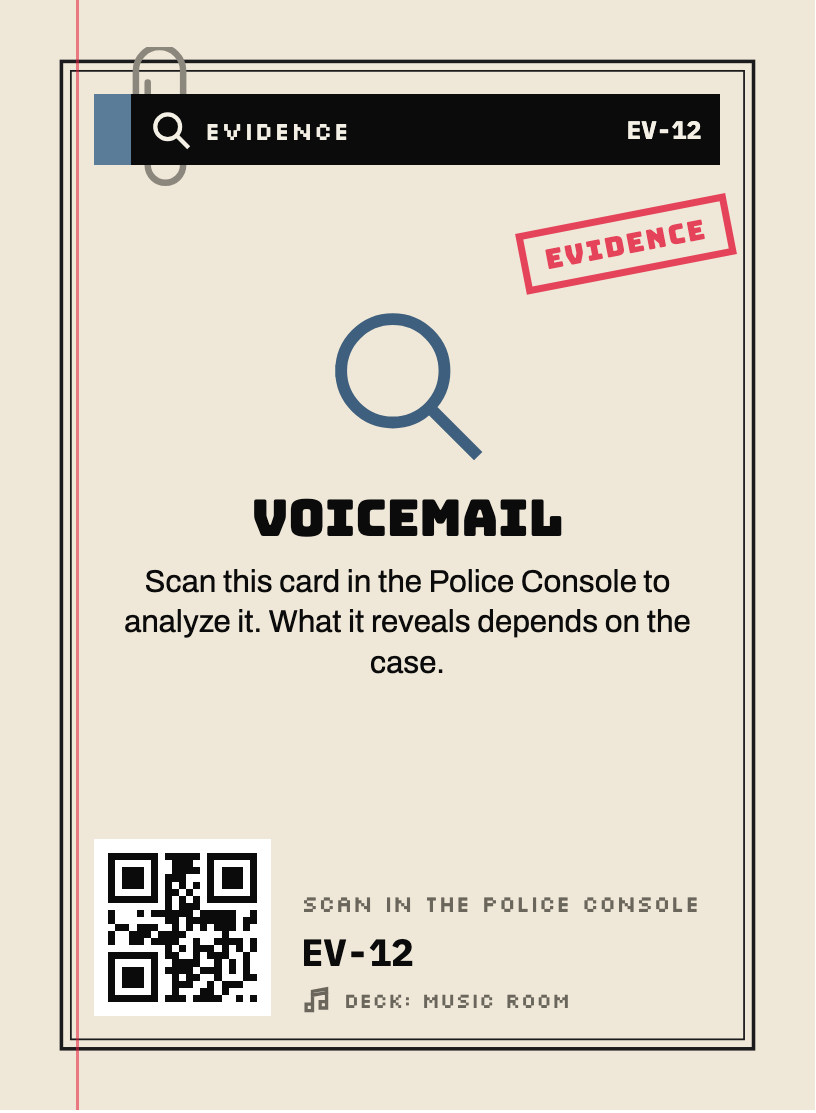 EVIDENCE
EV-12
EVIDENCE
VOICEMAIL
Scan this card in the Police Console to
analyze it. What it reveals depends on the
case.
SCAN IN THE POLICE CONSOLE
EV-12
DECK: MUSIC ROOM